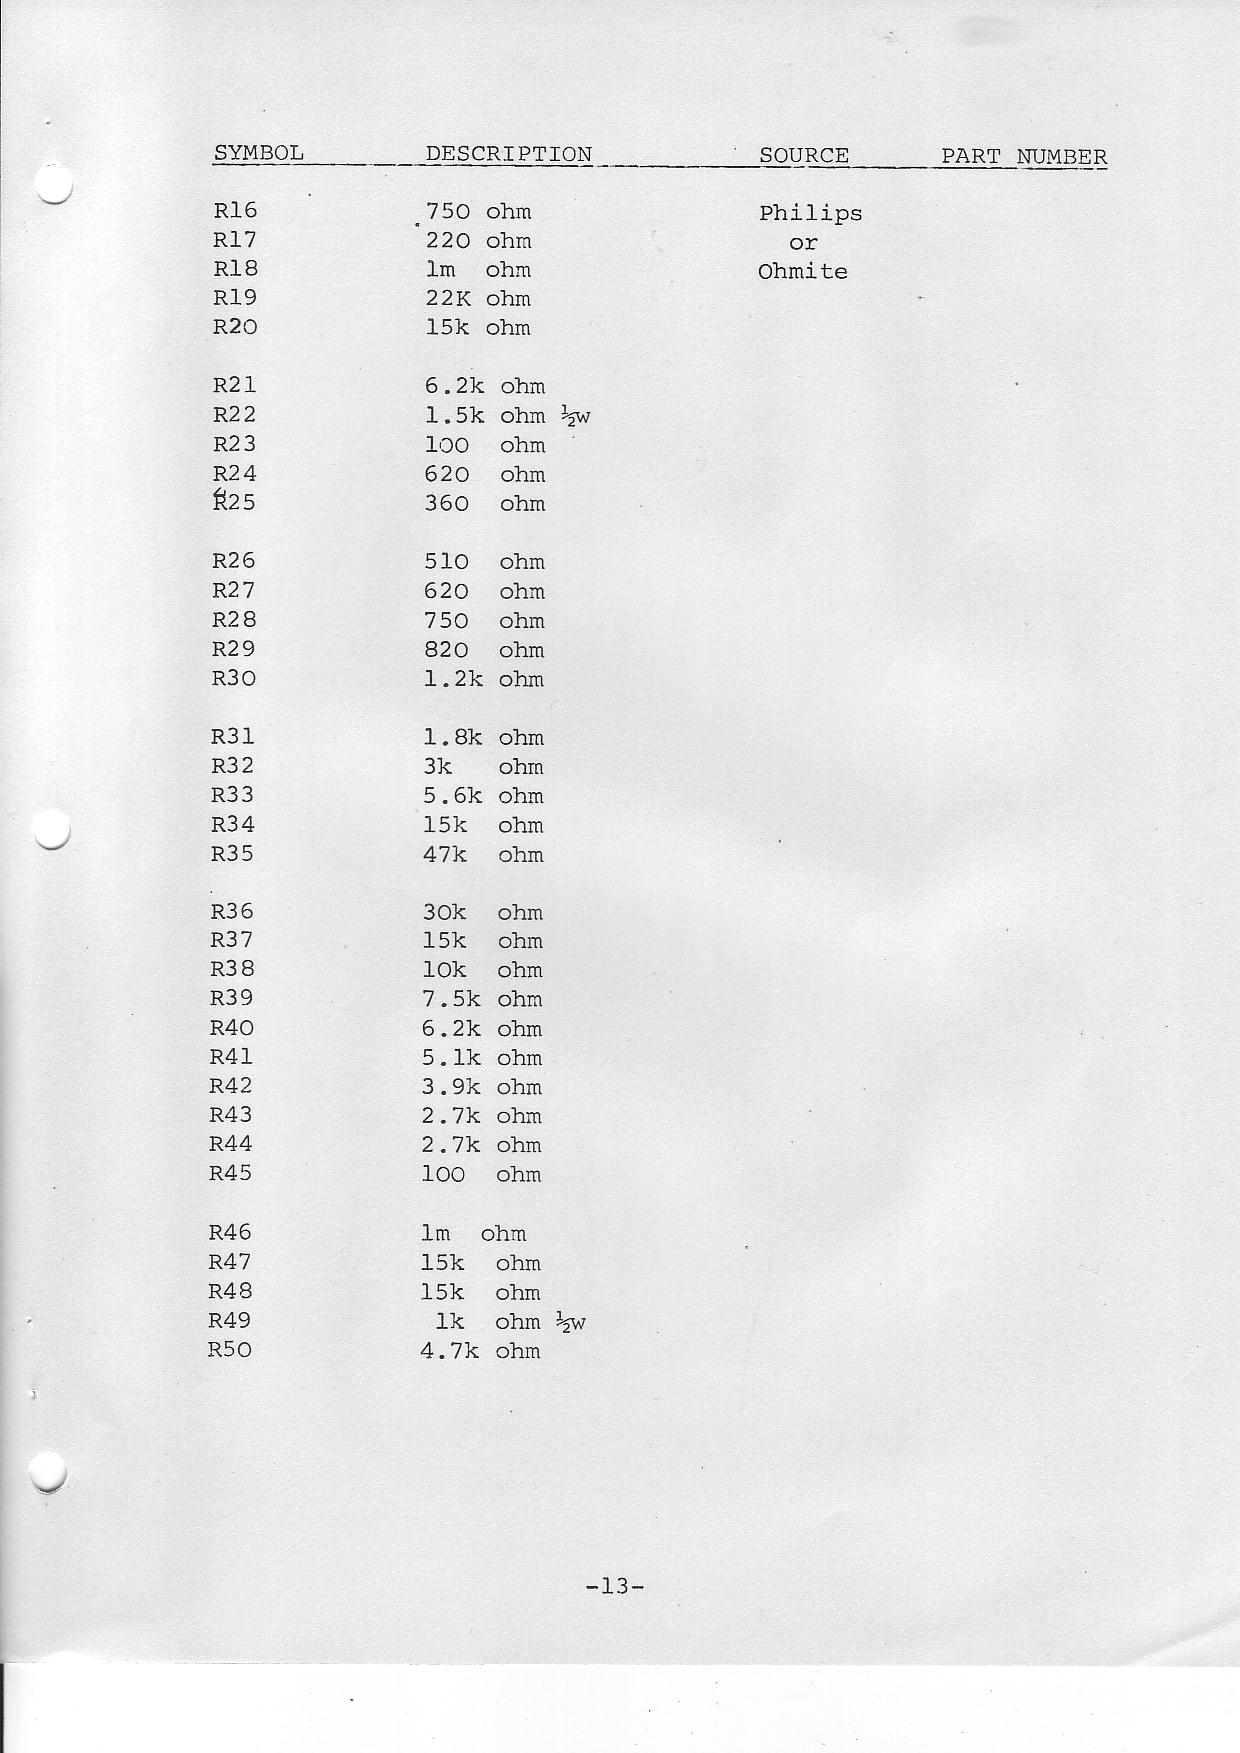 SYMBOL DESCRIPTION SOURCE PART NUMBER
R16 750 ohm Philips
R17 220 ohm or
R18 1m ohm Ohmite
R19 22K ohm
R20 15k ohm
R21 6.2k ohm
R22 1.5k ohm ½w
R23 100 ohm
R24 620 ohm
R25 360 ohm
R26 510 ohm
R27 620 ohm
R28 750 ohm
R29 820 ohm
R30 1.2k ohm
R31 1.8k ohm
R32 3k ohm
R33 5.6k ohm
R34 15k ohm
R35 47k ohm
R36 30k ohm
R37 15k ohm
R38 10k ohm
R39 7.5k ohm
R40 6.2k ohm
R41 5.1k ohm
R42 3.9k ohm
R43 2.7k ohm
R44 2.7k ohm
R45 100 ohm
R46 1m ohm
R47 15k ohm
R48 15k ohm
R49 1k ohm ½w
R50 4.7k ohm
-13-